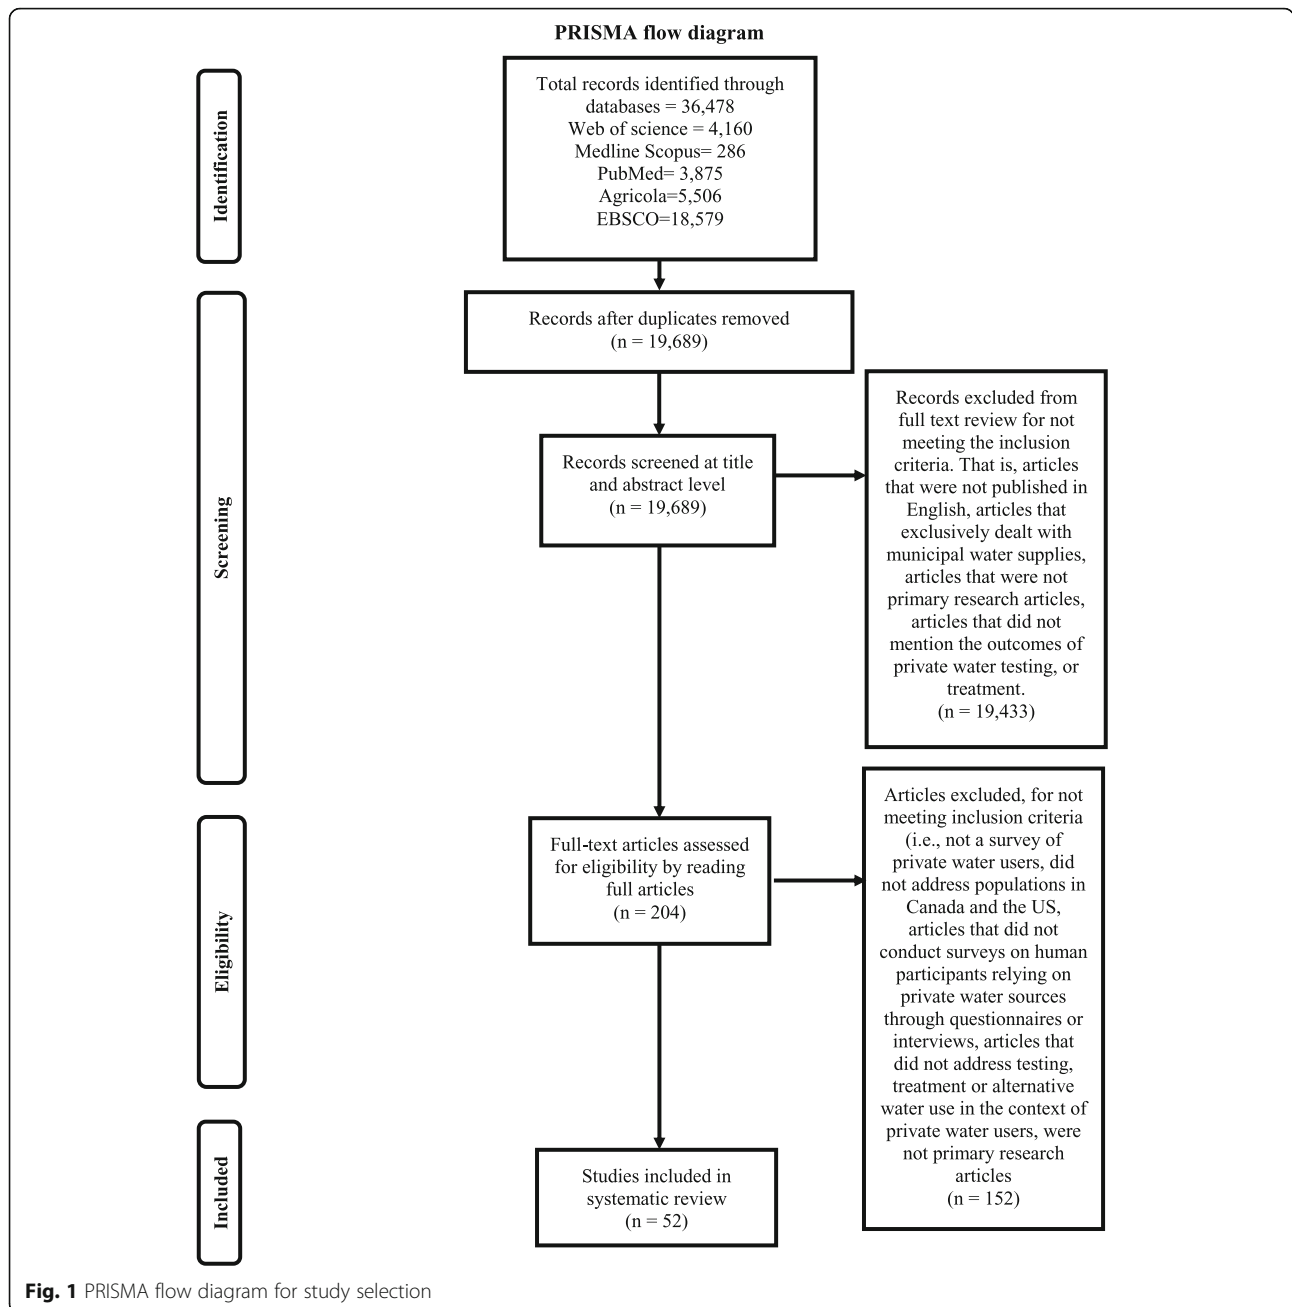 PRISMA flow diagram
Identification
Total records identified through
databases = 36,478
Web of science = 4,160
Medline Scopus= 286
PubMed= 3,875
Agricola=5,506
EBSCO=18,579
Screening
Records after duplicates removed
(n = 19,689)
Records screened at title
and abstract level
(n = 19,689)
Records excluded from
full text review for not
meeting the inclusion
criteria. That is, articles
that were not published in
English, articles that
exclusively dealt with
municipal water supplies,
articles that were not
primary research articles,
articles that did not
mention the outcomes of
private water testing, or
treatment.
(n = 19,433)
Eligibility
Full-text articles assessed
for eligibility by reading
full articles
(n = 204)
Articles excluded, for not
meeting inclusion criteria
(i.e., not a survey of
private water users, did
not address populations in
Canada and the US,
articles that did not
conduct surveys on human
participants relying on
private water sources
through questionnaires or
interviews, articles that
did not address testing,
treatment or alternative
water use in the context of
private water users, were
not primary research
articles
(n = 152)
Included
Studies included in
systematic review
(n = 52)
Fig. 1 PRISMA flow diagram for study selection